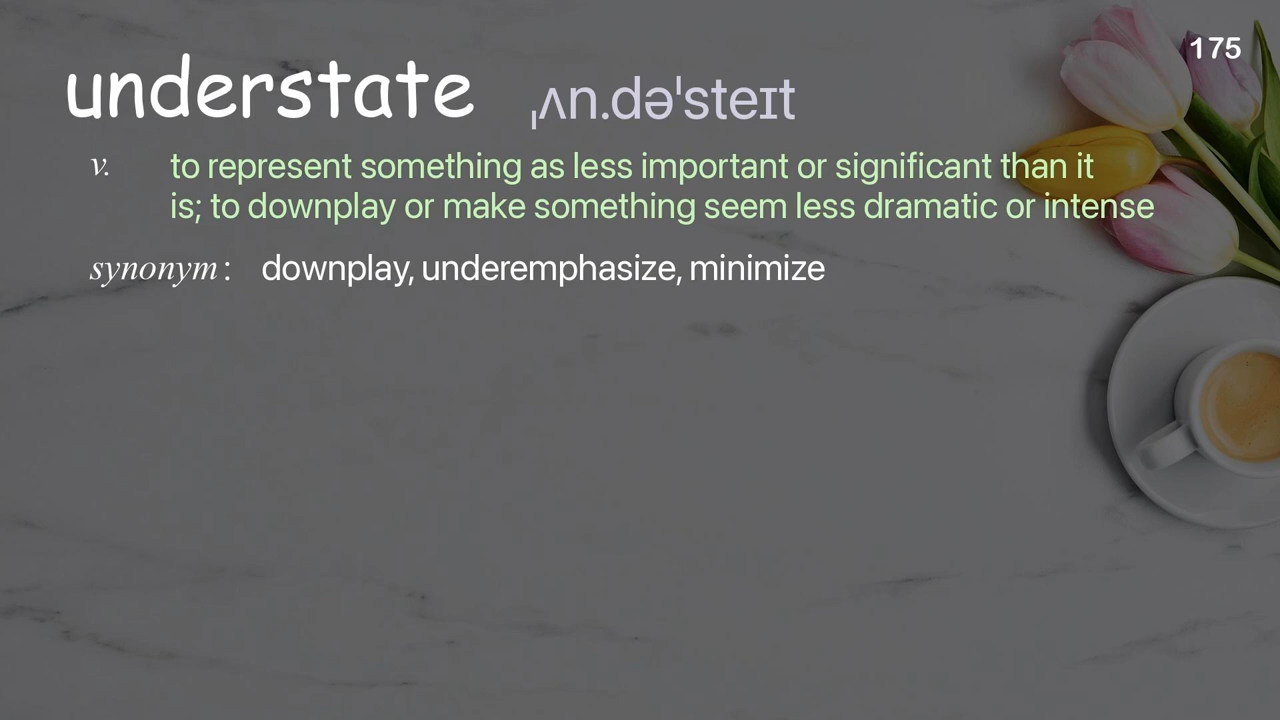 175
understate ˌʌn.dəˈsteɪt
v. to represent something as less important or significant than it
is; to downplay or make something seem less dramatic or intense
synonym: downplay, underemphasize, minimize